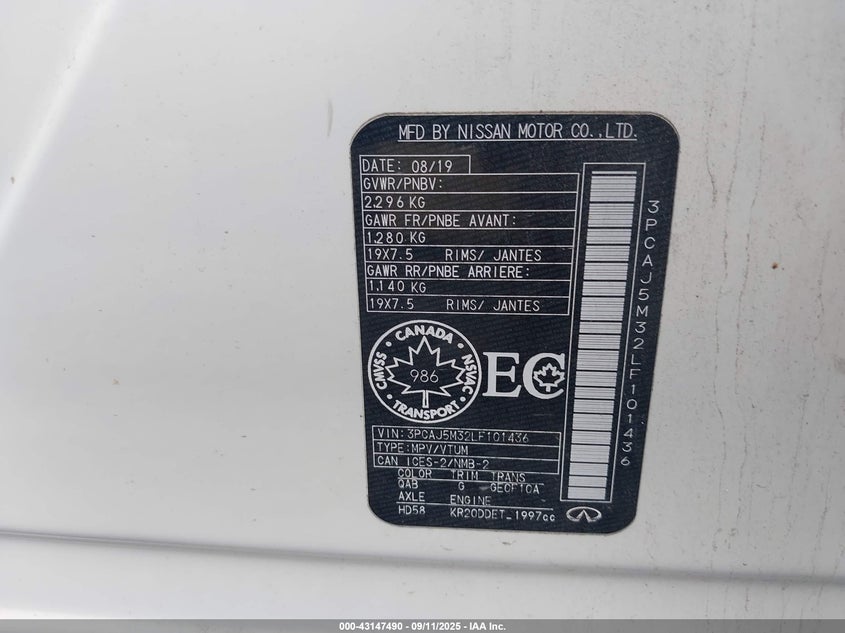 MFD BY NISSAN MOTOR CO.,LTD.
DATE: 08/19
GVWR/PNBV:
2,296 KG
GAWR FR/PNBE AVANT:
1,280 KG
19X7.5 RIMS/ JANTES
GAWR RR/PNBE ARRIERE:
1,140 KG
19X7.5 RIMS/ JANTES
3PCAJ5M32LF101436
CANADA
CMVSS NSVAC
986
TRANSPORT
EC
VIN: 3PCAJ5M32LF101436
TYPE: MPV/VTUM
CAN ICES-2/NMB-2
COLOR TRIM TRANS
QAB G GECF10A
AXLE ENGINE
HD58 KR20DDET_1997cc
000-43147490 - 09/11/2025 - IAA Inc.